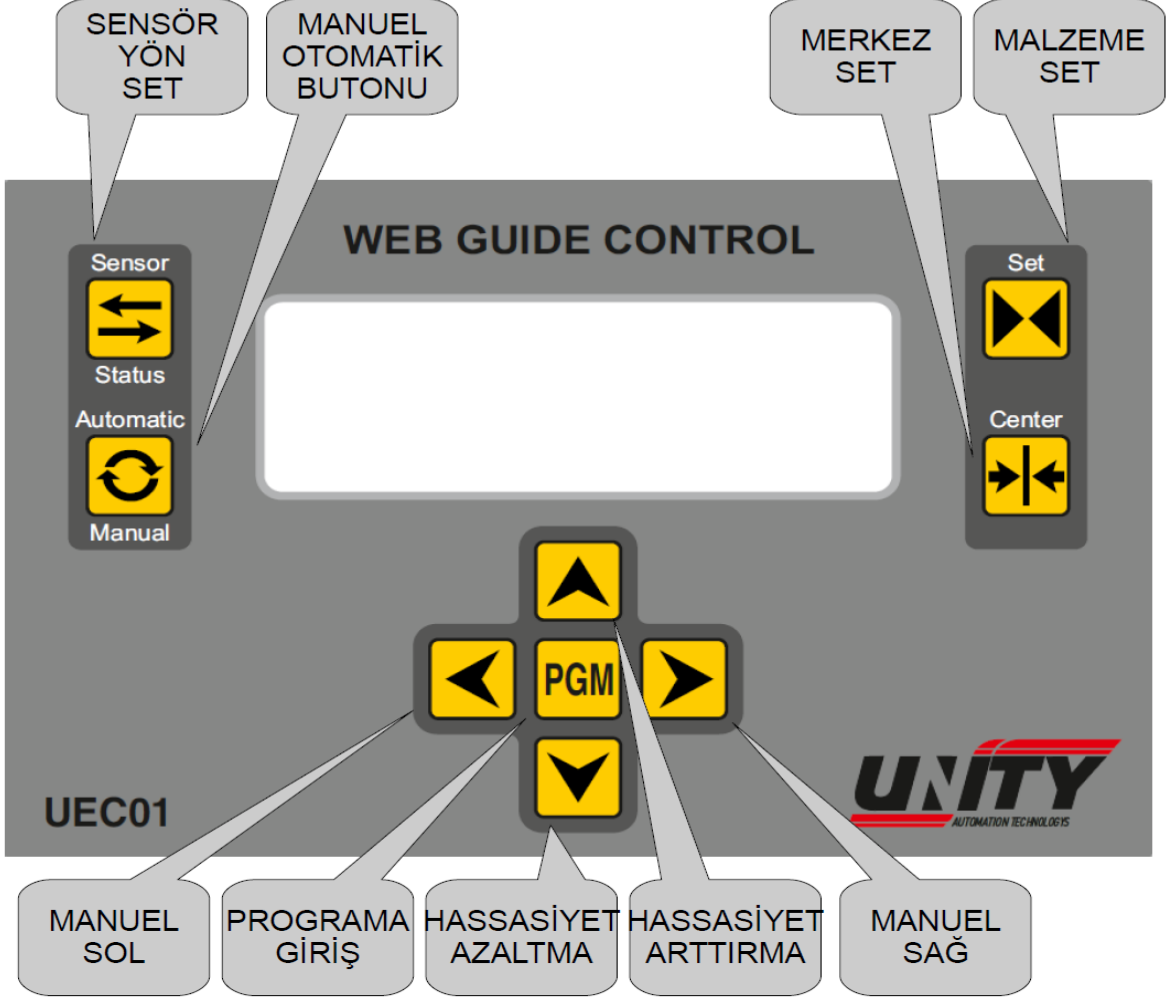 SENSÖR
YÖN
SET
MANUEL
OTOMATİK
BUTONU
MERKEZ
SET
MALZEME
SET
WEB GUIDE CONTROL
Sensor
Status
Automatic
Manual
Set
Center
PGM
UEC01
UNITY
AUTOMATION TECHNOLOGYS
MANUEL
SOL
PROGRAMA
GİRİŞ
HASSASİYET
AZALTMA
HASSASİYET
ARTTIRMA
MANUEL
SAĞ